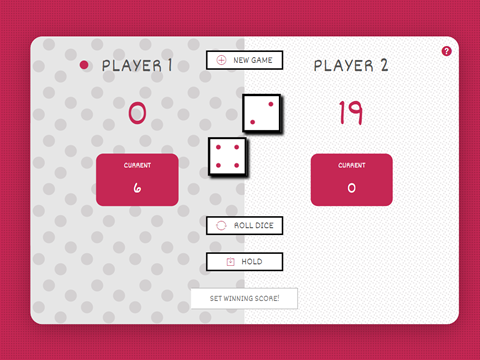 NEW GAME
?
PLAYER 1
PLAYER 2
0
19
CURRENT
6
CURRENT
0
ROLL DICE
HOLD
SET WINNING SCORE!